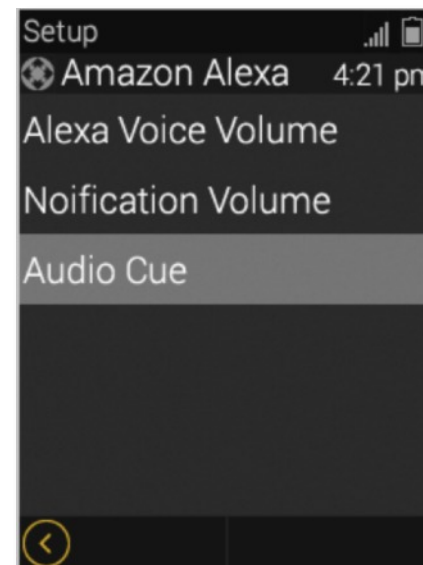 Setup
Amazon Alexa 4:21 pm
Alexa Voice Volume
Noification Volume
Audio Cue